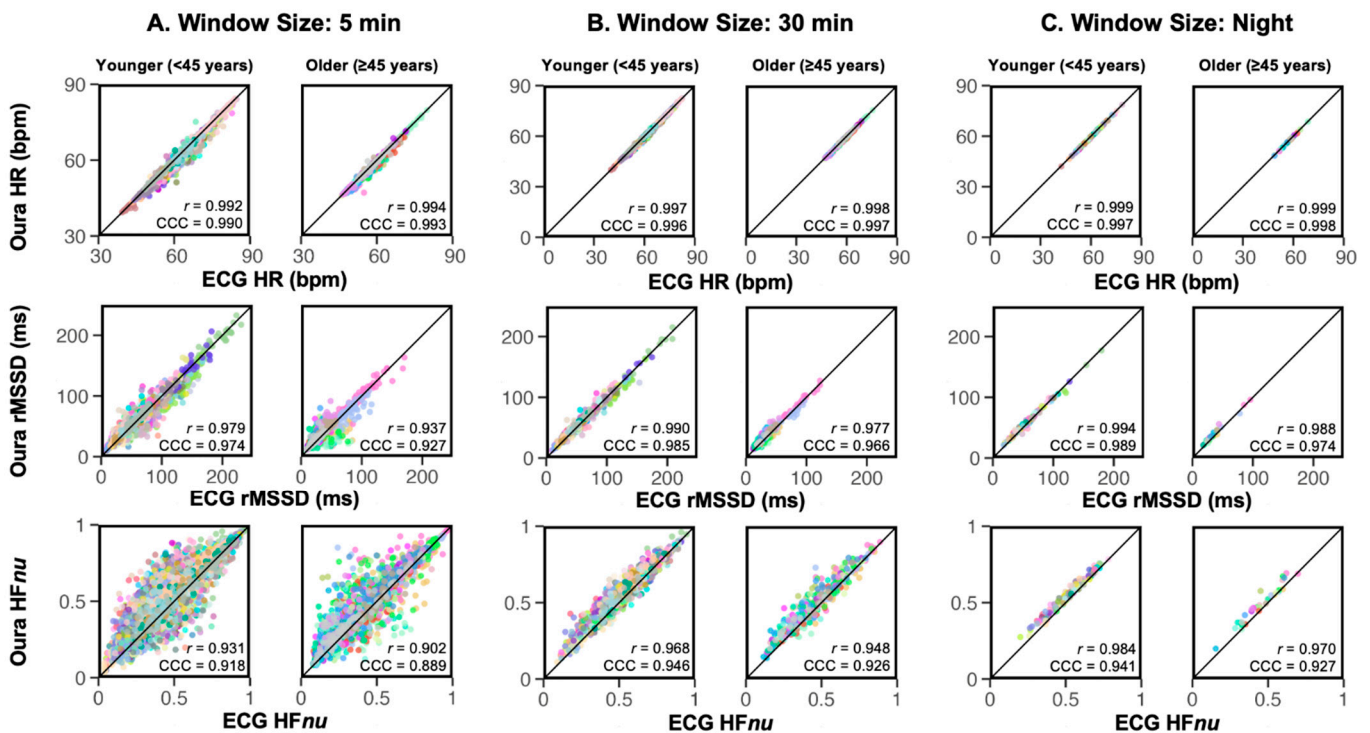 A. Window Size: 5 min
B. Window Size: 30 min
C. Window Size: Night
Younger (<45 years)
Older (≥45 years)
Younger (<45 years)
Older (≥45 years)
Younger (<45 years)
Older (≥45 years)
Oura HR (bpm)
90
60
30
r = 0.992
CCC = 0.990
r = 0.994
CCC = 0.993
30
60
90
30
60
90
ECG HR (bpm)
90
60
30
0
r = 0.997
CCC = 0.996
r = 0.998
CCC = 0.997
0
30
60
90
0
30
60
90
ECG HR (bpm)
90
60
30
0
r = 0.999
CCC = 0.997
r = 0.999
CCC = 0.998
0
30
60
90
0
30
60
90
ECG HR (bpm)
Oura rMSSD (ms)
200
100
0
r = 0.979
CCC = 0.974
r = 0.937
CCC = 0.927
0
100
200
0
100
200
ECG rMSSD (ms)
200
100
0
r = 0.990
CCC = 0.985
r = 0.977
CCC = 0.966
0
100
200
0
100
200
ECG rMSSD (ms)
200
100
0
r = 0.994
CCC = 0.989
r = 0.988
CCC = 0.974
0
100
200
0
100
200
ECG rMSSD (ms)
Oura HFnu
1
0.5
0
r = 0.931
CCC = 0.918
r = 0.902
CCC = 0.889
0
0.5
1
0
0.5
1
ECG HFnu
1
0.5
0
r = 0.968
CCC = 0.946
r = 0.948
CCC = 0.926
0
0.5
1
0
0.5
1
ECG HFnu
1
0.5
0
r = 0.984
CCC = 0.941
r = 0.970
CCC = 0.927
0
0.5
1
0
0.5
1
ECG HFnu